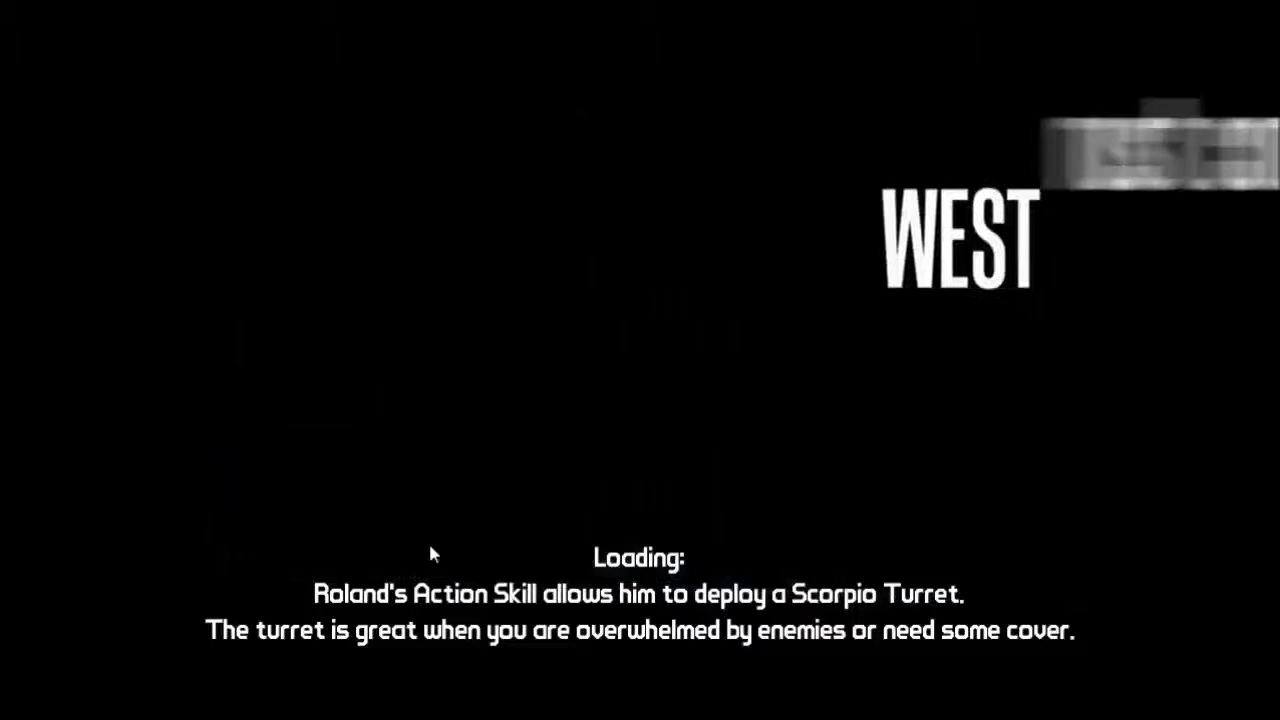 WEST
Loading:
Roland's Action Skill allows him to deploy a Scorpio Turret.
The turret is great when you are overwhelmed by enemies or need some cover.